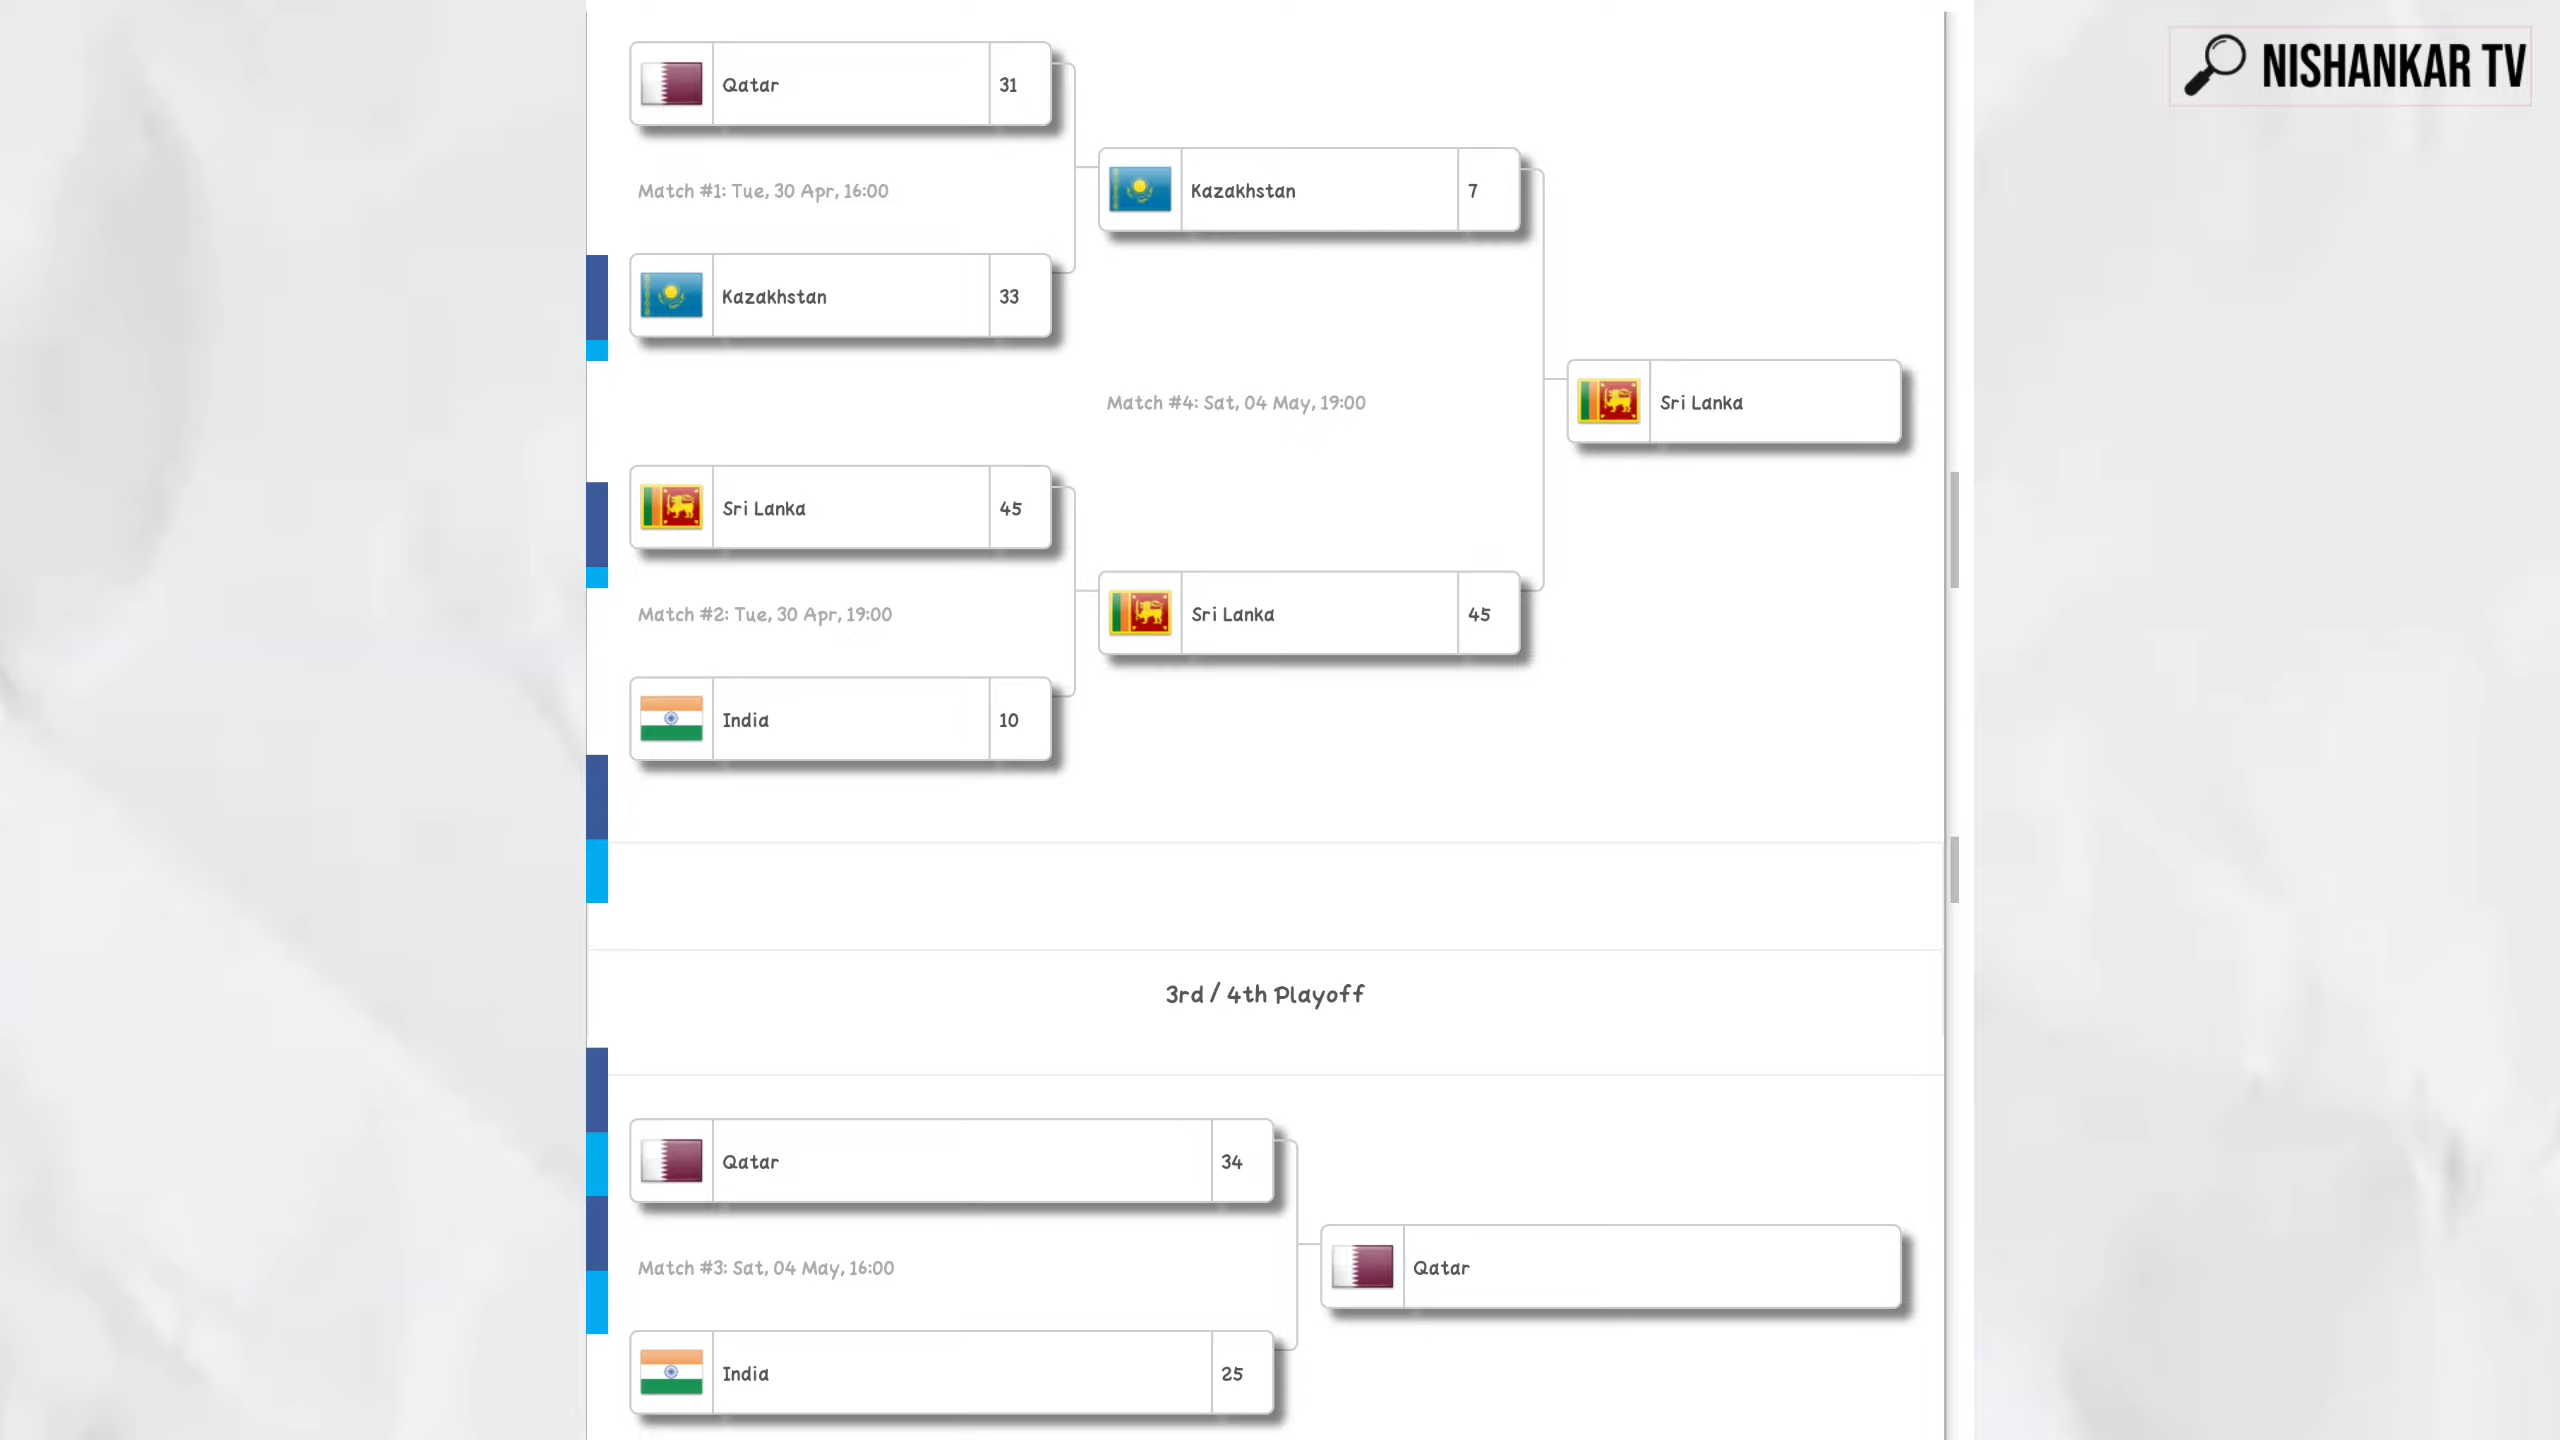 NISHANKAR TV
Qatar 31
Match #1: Tue, 30 Apr, 16:00
Kazakhstan 7
Kazakhstan 33
Match #4: Sat, 04 May, 19:00
Sri Lanka
Sri Lanka 45
Match #2: Tue, 30 Apr, 19:00
Sri Lanka 45
India 10
3rd / 4th Playoff
Qatar 34
Match #3: Sat, 04 May, 16:00
Qatar
India 25